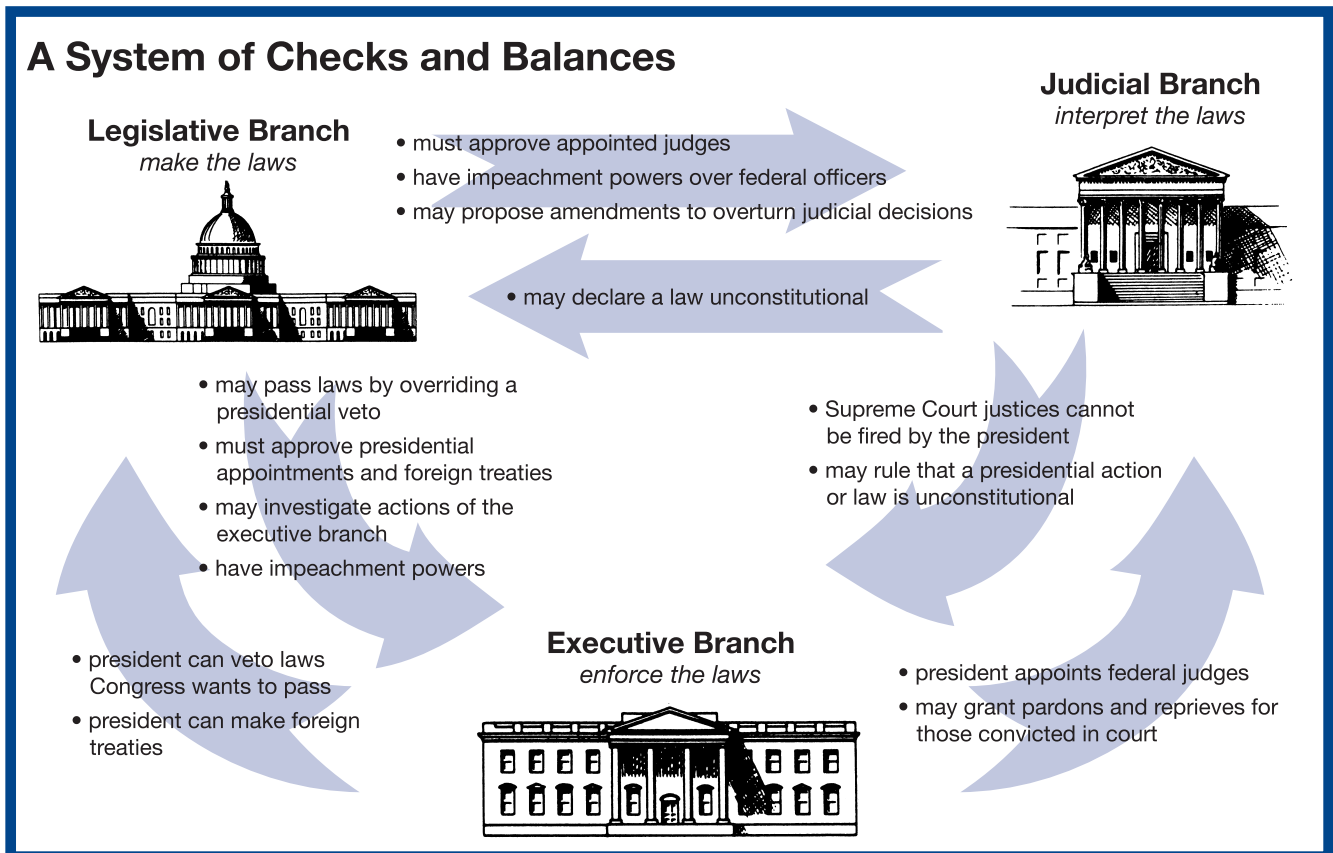 A System of Checks and Balances
Legislative Branch
make the laws
• must approve appointed judges
• have impeachment powers over federal officers
• may propose amendments to overturn judicial decisions
Judicial Branch
interpret the laws
• may declare a law unconstitutional
• may pass laws by overriding a
presidential veto
• must approve presidential
appointments and foreign treaties
• may investigate actions of the
executive branch
• have impeachment powers
• Supreme Court justices cannot
be fired by the president
• may rule that a presidential action
or law is unconstitutional
• president can veto laws
Congress wants to pass
• president can make foreign
treaties
Executive Branch
enforce the laws
• president appoints federal judges
• may grant pardons and reprieves for
those convicted in court